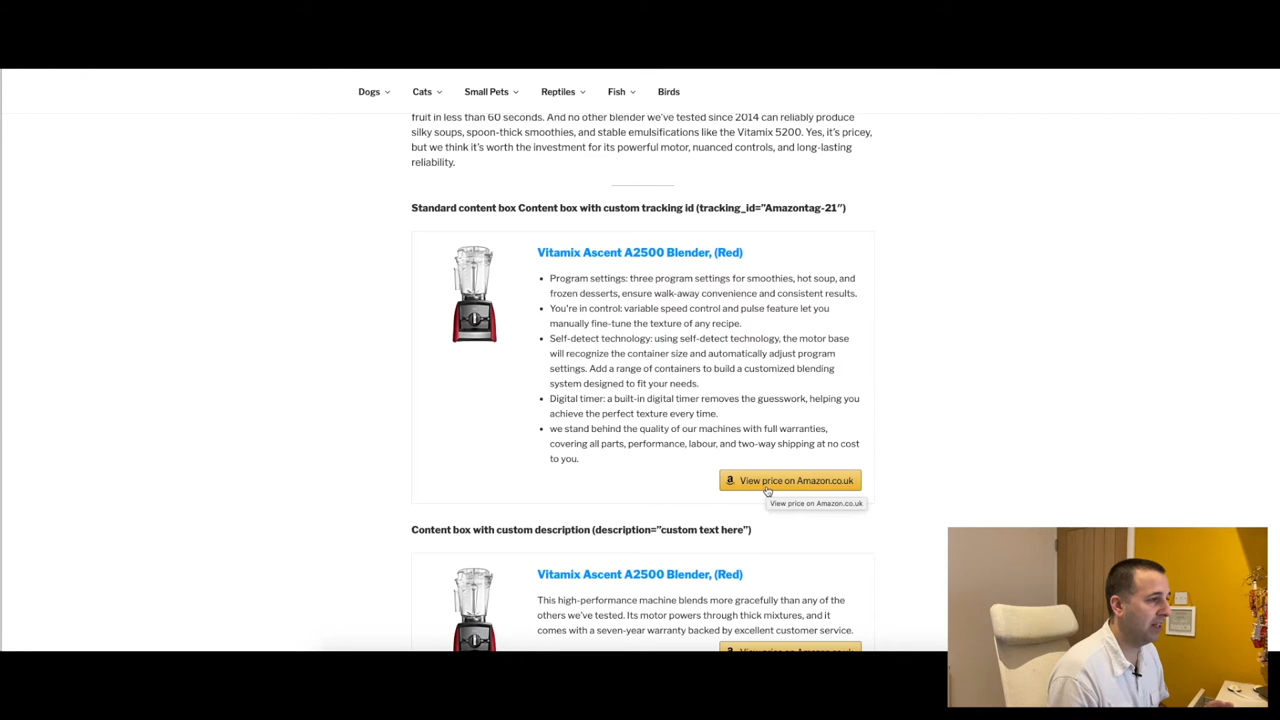 Dogs Cats Small Pets Reptiles Fish Birds
fruit in less than 60 seconds. And no other blender we've tested since 2014 can reliably produce
silky soups, spoon-thick smoothies, and stable emulsifications like the Vitamix 5200. Yes, it's pricey,
but we think it's worth the investment for its powerful motor, nuanced controls, and long-lasting
reliability.
Standard content box Content box with custom tracking id (tracking_id="Amazontag-21″)
Vitamix Ascent A2500 Blender, (Red)
Program settings: three program settings for smoothies, hot soup, and
frozen desserts, ensure walk-away convenience and consistent results.
You're in control: variable speed control and pulse feature let you
manually fine-tune the texture of any recipe.
Self-detect technology: using self-detect technology, the motor base
will recognize the container size and automatically adjust program
settings. Add a range of containers to build a customized blending
system designed to fit your needs.
Digital timer: a built-in digital timer removes the guesswork, helping you
achieve the perfect texture every time.
we stand behind the quality of our machines with full warranties,
covering all parts, performance, labour, and two-way shipping at no cost
to you.
View price on Amazon.co.uk
View price on Amazon.co.uk
Content box with custom description (description="custom text here")
Vitamix Ascent A2500 Blender, (Red)
This high-performance machine blends more gracefully than any of the
others we've tested. Its motor powers through thick mixtures, and it
comes with a seven-year warranty backed by excellent customer service.
View price on Amazon.co.uk